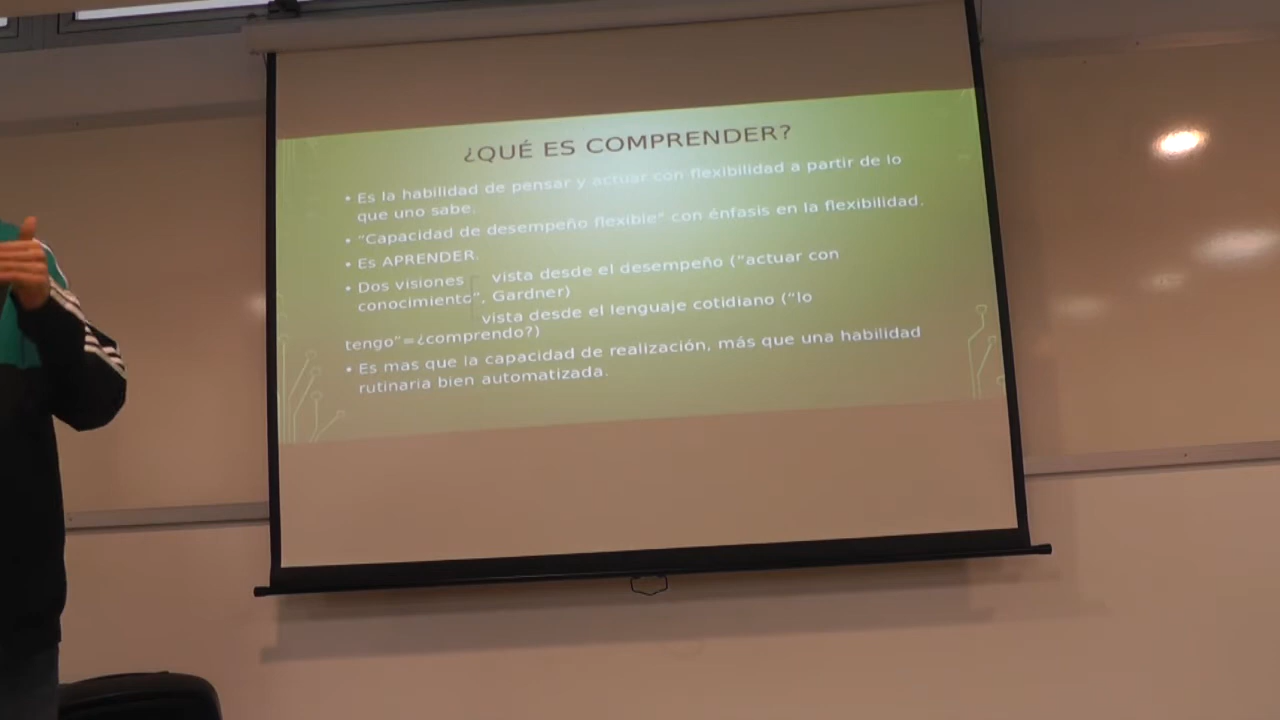 ¿QUÉ ES COMPRENDER?
• Es la habilidad de pensar y actuar con flexibilidad a partir de lo
que uno sabe.
• "Capacidad de desempeño flexible" con énfasis en la flexibilidad.
• Es APRENDER.
• Dos visiones vista desde el desempeño ("actuar con
conocimiento", Gardner)
vista desde el lenguaje cotidiano ("lo
tengo"=¿comprendo?)
• Es mas que la capacidad de realización, más que una habilidad
rutinaria bien automatizada.